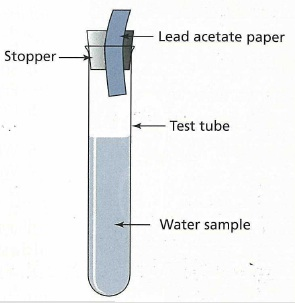 Lead acetate paper
Stopper
Test tube
Water sample